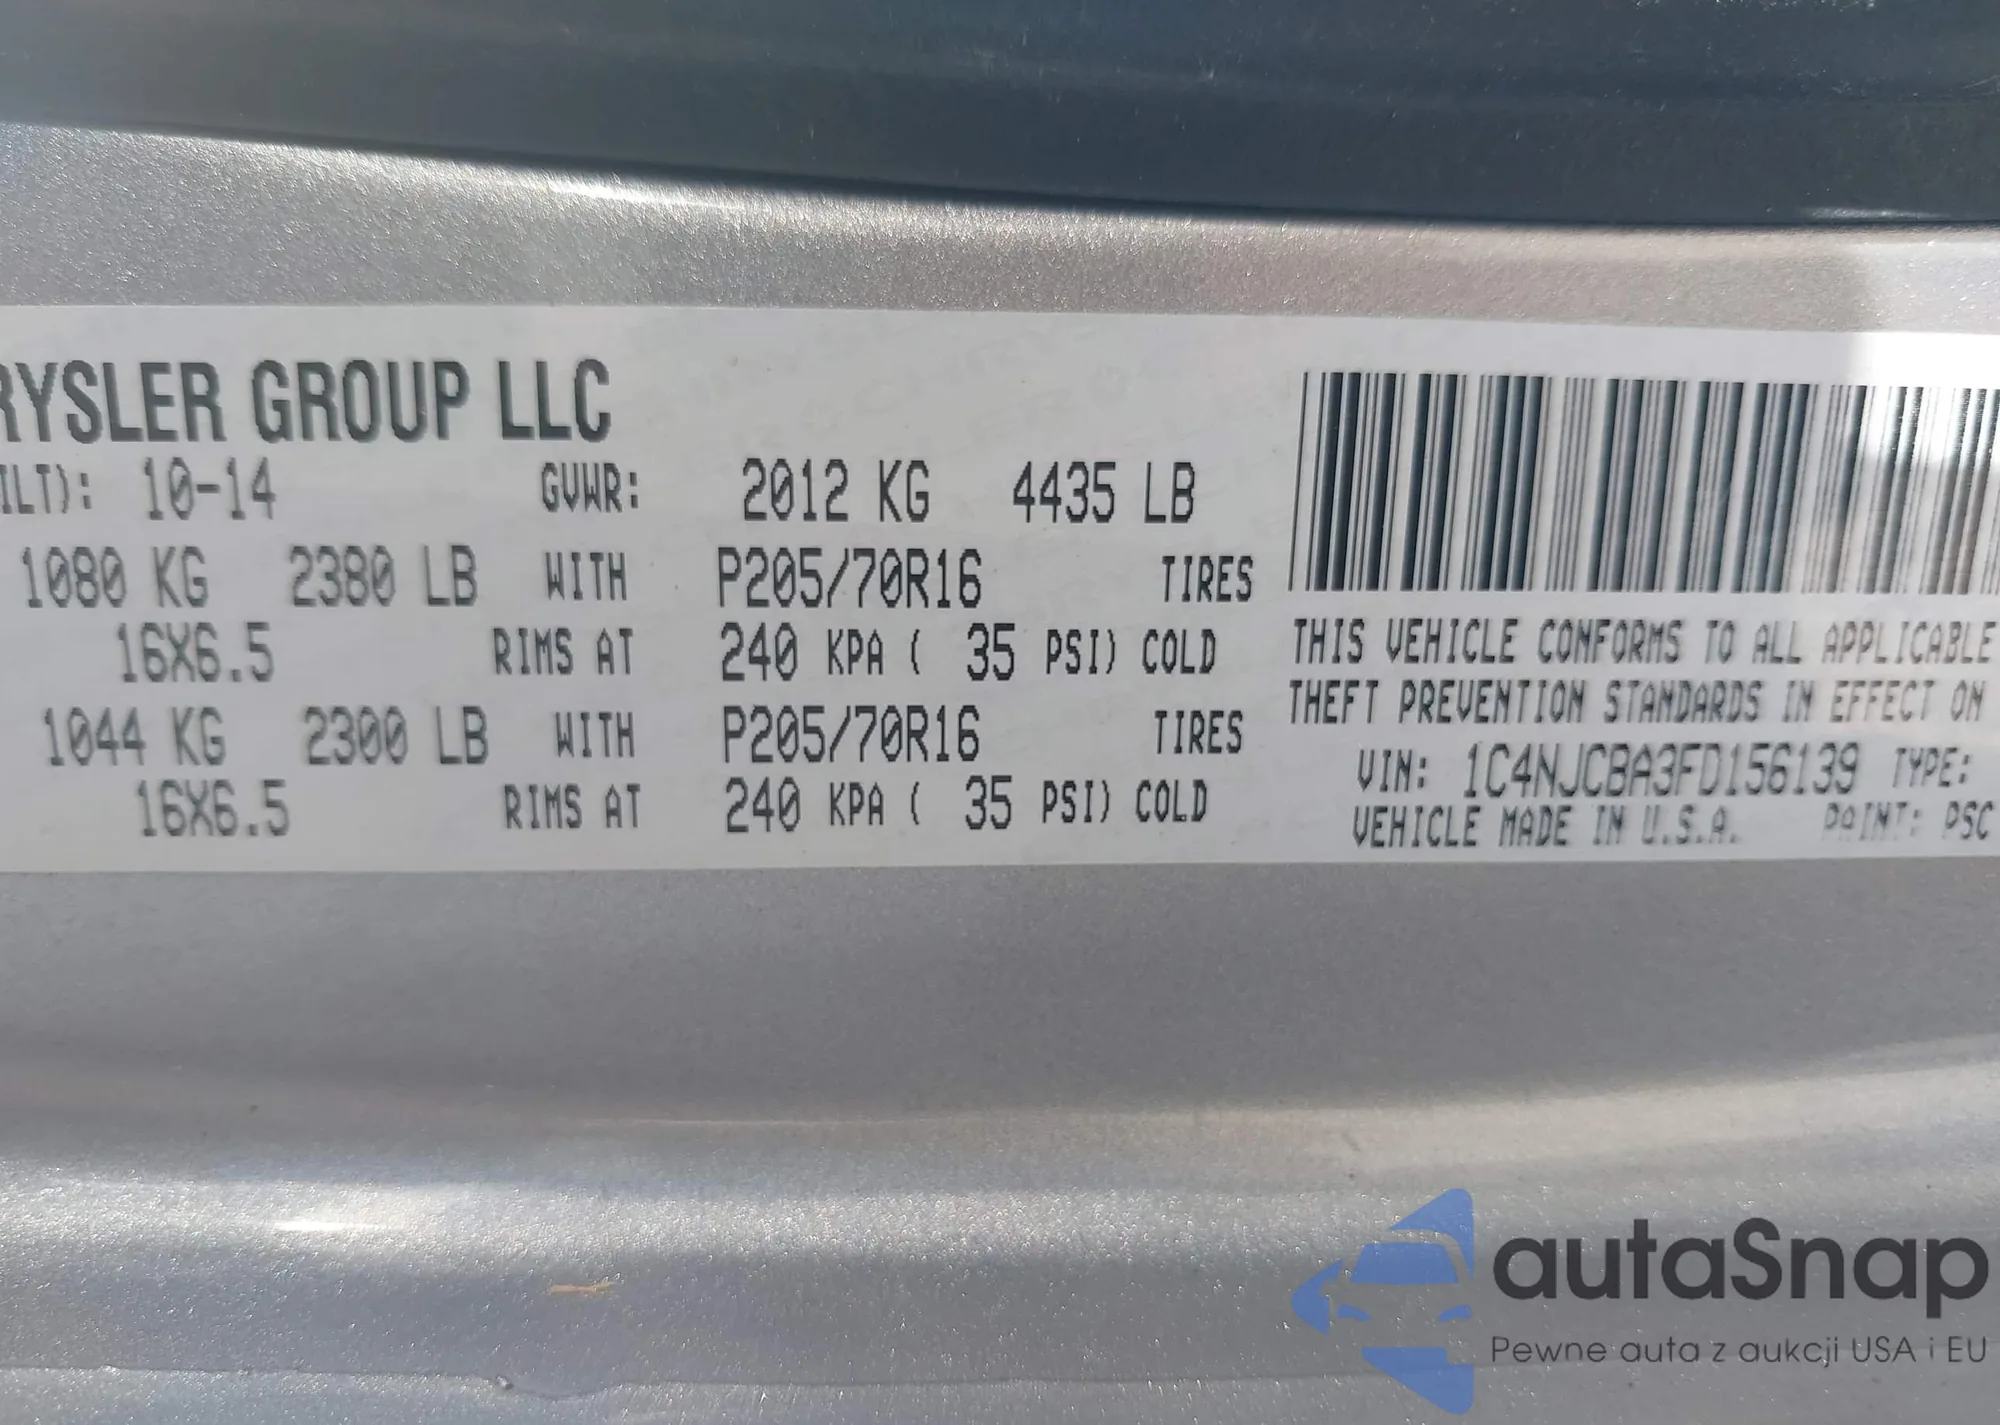 RYSLER GROUP LLC
ILT): 10-14 GVWR: 2012 KG 4435 LB
1080 KG 2380 LB WITH P205/70R16 TIRES
16X6.5 RIMS AT 240 KPA ( 35 PSI) COLD
1044 KG 2300 LB WITH P205/70R16 TIRES
16X6.5 RIMS AT 240 KPA ( 35 PSI) COLD
THIS VEHICLE CONFORMS TO ALL APPLICABLE
THEFT PREVENTION STANDARDS IN EFFECT ON
VIN: 1C4NJCBA3FD156139 TYPE:
VEHICLE MADE IN U.S.A. PAINT: PSC
autaSnap
Pewne auta z aukcji USA i EU